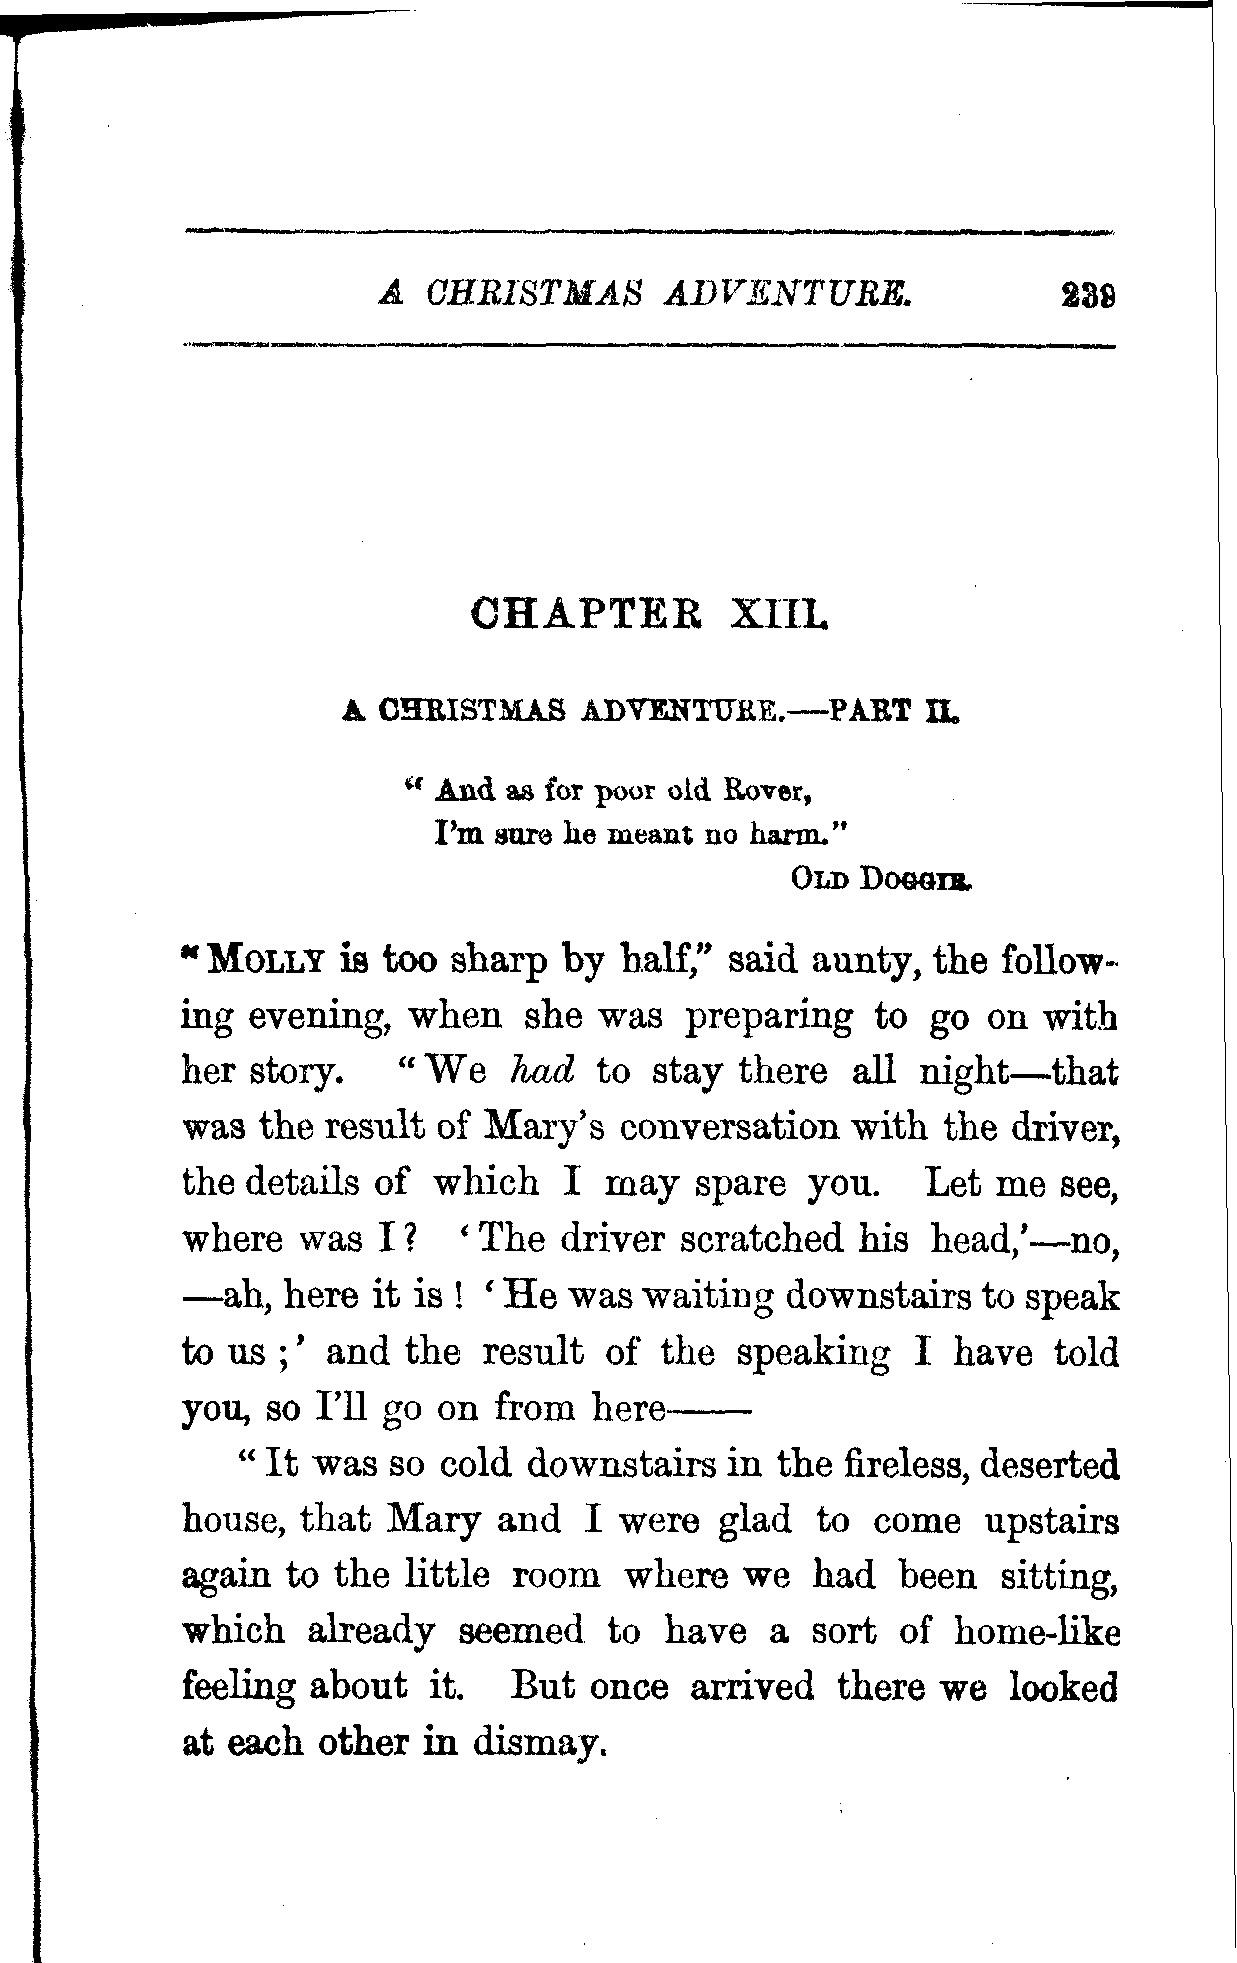 A CHRISTMAS ADVENTURE. 239
CHAPTER XIII.
A CHRISTMAS ADVENTURE.—PART II.
" And as for poor old Rover,
I'm sure he meant no harm."
OLD DOGGIE.
" MOLLY is too sharp by half," said aunty, the follow-
ing evening, when she was preparing to go on with
her story. " We had to stay there all night—that
was the result of Mary's conversation with the driver,
the details of which I may spare you. Let me see,
where was I? ' The driver scratched his head,'—no,
—ah, here it is! ' He was waiting downstairs to speak
to us;' and the result of the speaking I have told
you, so I'll go on from here——
" It was so cold downstairs in the fireless, deserted
house, that Mary and I were glad to come upstairs
again to the little room where we had been sitting,
which already seemed to have a sort of home-like
feeling about it. But once arrived there we looked
at each other in dismay.